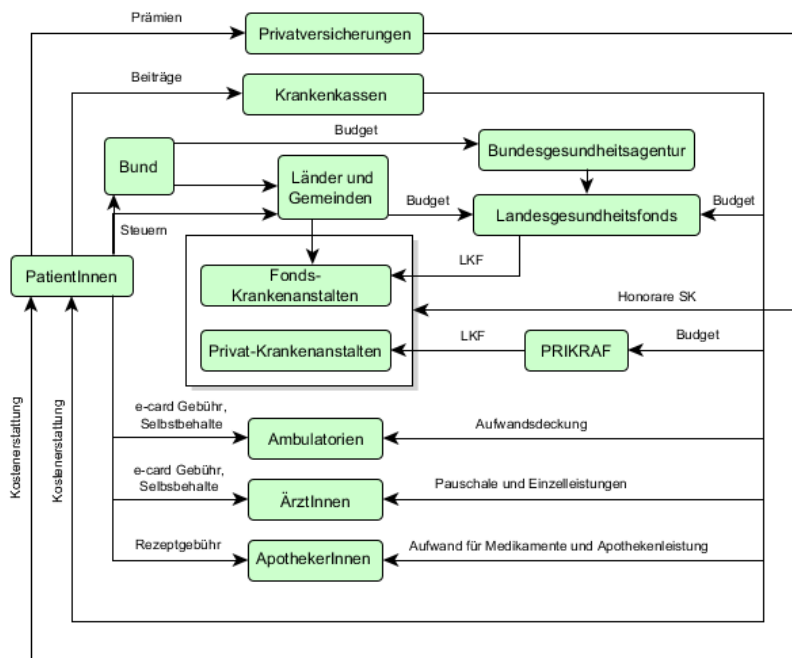 Prämien
Privatversicherungen
Beiträge
Krankenkassen
Budget
Bund
Bundesgesundheitsagentur
Länder und
Gemeinden
Budget
Landesgesundheitsfonds
Budget
Steuern
PatientInnen
LKF
Fonds-
Krankenanstalten
Honorare SK
Privat-Krankenanstalten
LKF
PRIKRAF
Budget
Kostenerstattung
Kostenerstattung
e-card Gebühr,
Selbstbehalte
Ambulatorien
Aufwandsdeckung
e-card Gebühr,
Selbsbehalte
ÄrztInnen
Pauschale und Einzelleistungen
Rezeptgebühr
ApothekerInnen
Aufwand für Medikamente und Apothekenleistung